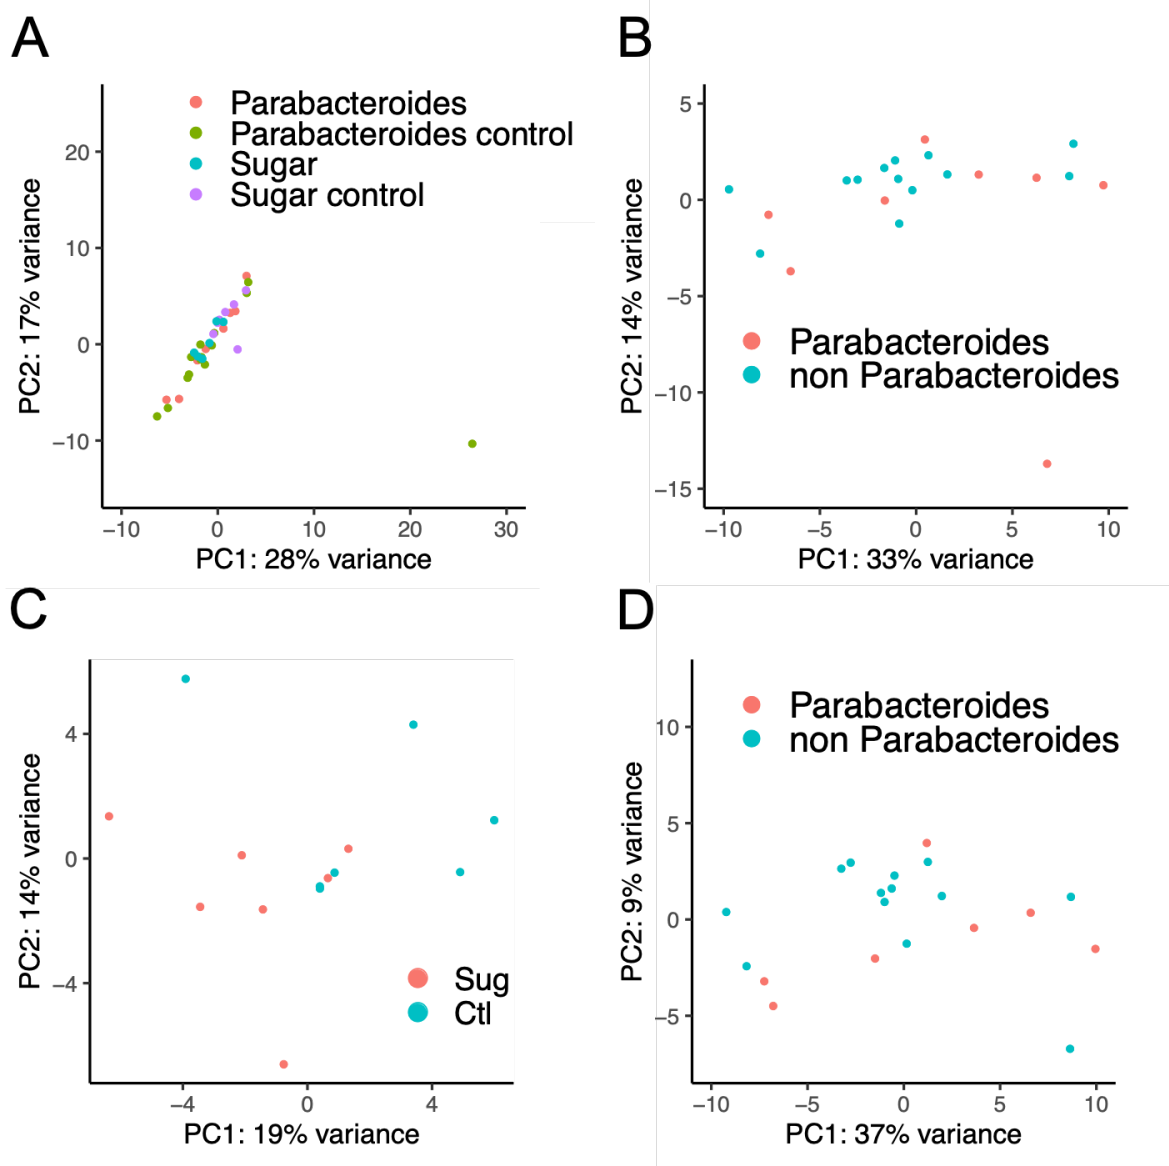 A
Parabacteroides
Parabacteroides control
Sugar
Sugar control
20
10
0
−10
PC2: 17% variance
−10 0 10 20 30
PC1: 28% variance
B
5
0
−5
−10
−15
PC2: 14% variance
Parabacteroides
non Parabacteroides
−10 −5 0 5 10
PC1: 33% variance
C
4
0
−4
PC2: 14% variance
Sug
Ctl
−4 0 4
PC1: 19% variance
D
Parabacteroides
non Parabacteroides
10
5
0
−5
PC2: 9% variance
−10 −5 0 5 10
PC1: 37% variance